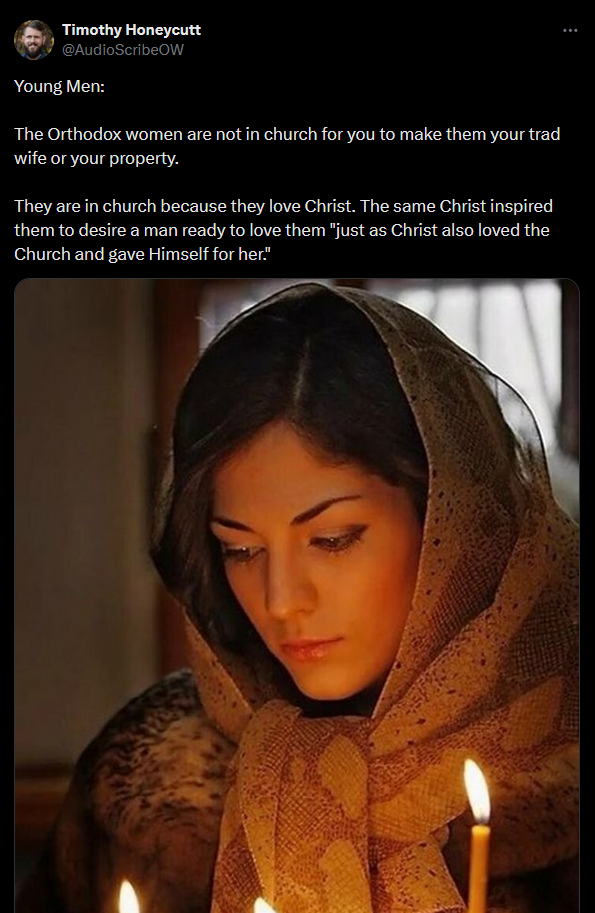 Timothy Honeycutt
@AudioScribeOW
Young Men:
The Orthodox women are not in church for you to make them your trad
wife or your property.
They are in church because they love Christ. The same Christ inspired
them to desire a man ready to love them "just as Christ also loved the
Church and gave Himself for her."